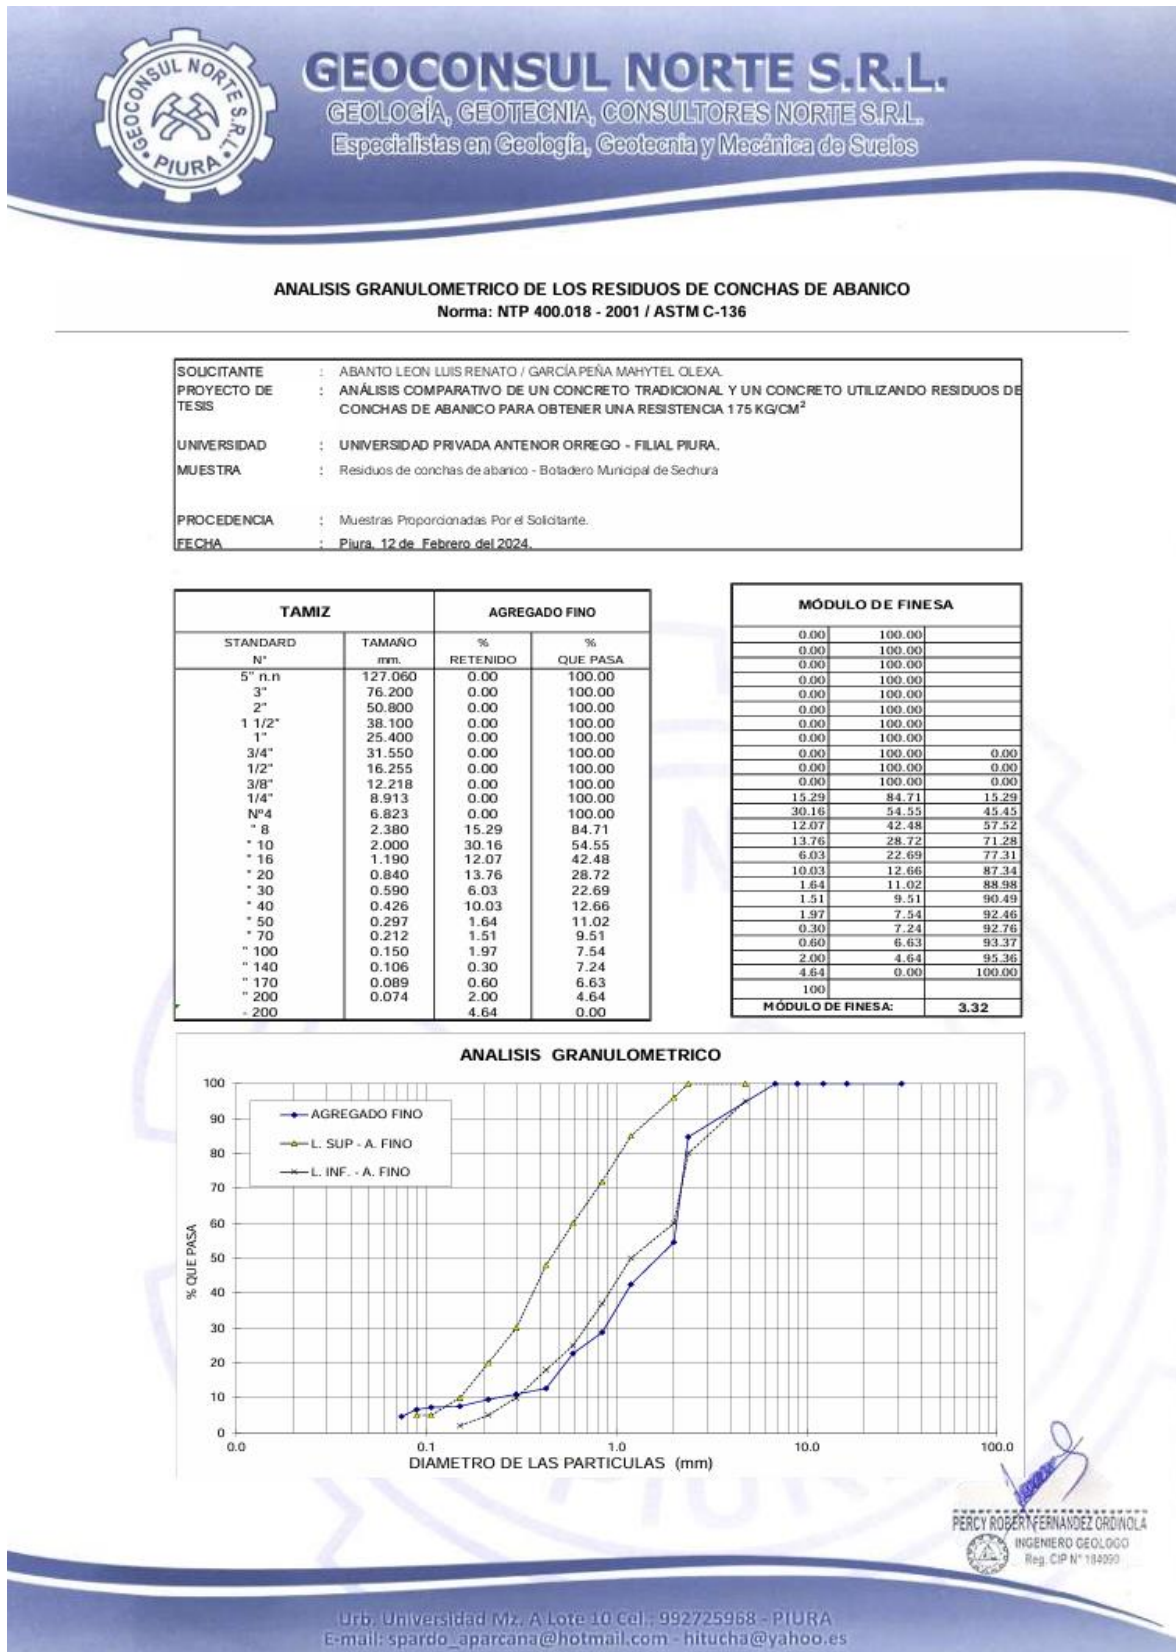 GEOCONSUL NORTE S.R.L.
PIURA
GEOCONSUL NORTE S.R.L.
GEOLOGÍA, GEOTECNIA, CONSULTORES NORTE S.R.L.
Especialistas en Geología, Geotecnia y Mecánica de Suelos
ANALISIS GRANULOMETRICO DE LOS RESIDUOS DE CONCHAS DE ABANICO
Norma: NTP 400.018 - 2001 / ASTM C-136
SOLICITANTE : ABANTO LEON LUIS RENATO / GARCÍA PEÑA MAHYTEL OLEXA.
PROYECTO DE TESIS : ANÁLISIS COMPARATIVO DE UN CONCRETO TRADICIONAL Y UN CONCRETO UTILIZANDO RESIDUOS DE
CONCHAS DE ABANICO PARA OBTENER UNA RESISTENCIA 175 KG/CM²
UNIVERSIDAD : UNIVERSIDAD PRIVADA ANTENOR ORREGO - FILIAL PIURA.
MUESTRA : Residuos de conchas de abanico - Botadero Municipal de Sechura
PROCEDENCIA : Muestras Proporcionadas Por el Solicitante.
FECHA : Piura, 12 de Febrero del 2024.
TAMIZ AGREGADO FINO
STANDARD TAMAÑO % %
N° mm. RETENIDO QUE PASA
5" n.n 127.060 0.00 100.00
3" 76.200 0.00 100.00
2" 50.800 0.00 100.00
1 1/2" 38.100 0.00 100.00
1" 25.400 0.00 100.00
3/4" 31.550 0.00 100.00
1/2" 16.255 0.00 100.00
3/8" 12.218 0.00 100.00
1/4" 8.913 0.00 100.00
Nº4 6.823 0.00 100.00
" 8 2.380 15.29 84.71
" 10 2.000 30.16 54.55
" 16 1.190 12.07 42.48
" 20 0.840 13.76 28.72
" 30 0.590 6.03 22.69
" 40 0.426 10.03 12.66
" 50 0.297 1.64 11.02
" 70 0.212 1.51 9.51
" 100 0.150 1.97 7.54
" 140 0.106 0.30 7.24
" 170 0.089 0.60 6.63
" 200 0.074 2.00 4.64
- 200 4.64 0.00
MÓDULO DE FINESA
0.00 100.00
0.00 100.00
0.00 100.00
0.00 100.00
0.00 100.00
0.00 100.00
0.00 100.00
0.00 100.00
0.00 100.00 0.00
0.00 100.00 0.00
0.00 100.00 0.00
15.29 84.71 15.29
30.16 54.55 45.45
12.07 42.48 57.52
13.76 28.72 71.28
6.03 22.69 77.31
10.03 12.66 87.34
1.64 11.02 88.98
1.51 9.51 90.49
1.97 7.54 92.46
0.30 7.24 92.76
0.60 6.63 93.37
2.00 4.64 95.36
4.64 0.00 100.00
100
MÓDULO DE FINESA: 3.32
ANALISIS GRANULOMETRICO
AGREGADO FINO
L. SUP - A. FINO
L. INF. - A. FINO
% QUE PASA
100
90
80
70
60
50
40
30
20
10
0
0.0 0.1 1.0 10.0 100.0
DIAMETRO DE LAS PARTICULAS (mm)
PERCY ROBERT FERNANDEZ ORDINOLA
INGENIERO GEOLOGO
Reg. CIP N° 184090
Urb. Universidad Mz. A Lote 10 Cel.: 992725968 - PIURA
E-mail: spardo_aparcana@hotmail.com - hitucha@yahoo.es